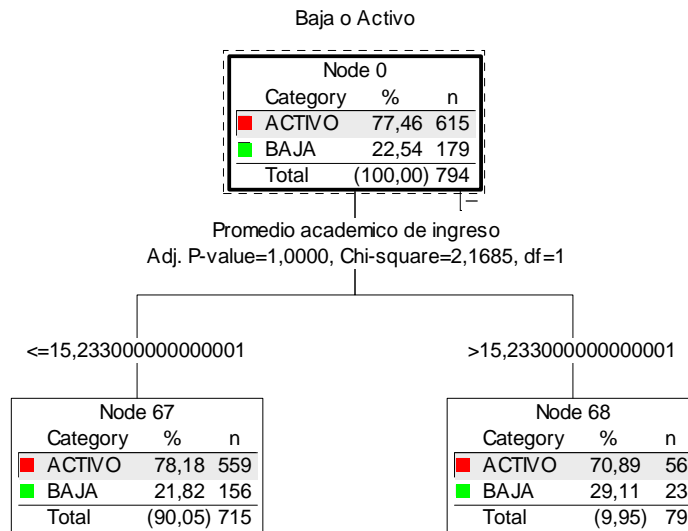 Baja o Activo
Node 0
Category % n
ACTIVO 77,46 615
BAJA 22,54 179
Total (100,00) 794
Promedio academico de ingreso
Adj. P-value=1,0000, Chi-square=2,1685, df=1
<=15,233000000000001
>15,233000000000001
Node 67
Category % n
ACTIVO 78,18 559
BAJA 21,82 156
Total (90,05) 715
Node 68
Category % n
ACTIVO 70,89 56
BAJA 29,11 23
Total (9,95) 79